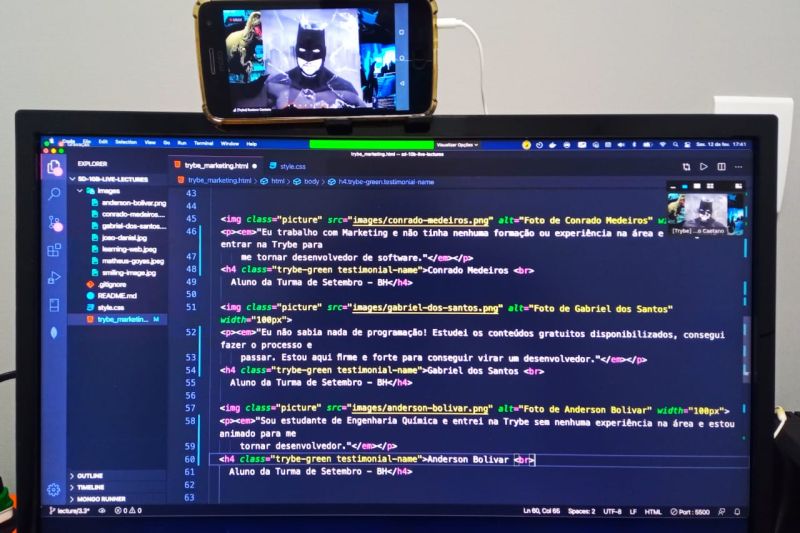 Code File Edit Selection View Go Run Terminal Window Help
Visualizar Opções
Sex. 12 de fev. 17:41
trybe_marketing.html — sd-10b-live-lectures
EXPLORER
trybe_marketing.html
style.css
SD-10B-LIVE-LECTURES
trybe_marketing.html > html > body > h4.trybe-green.testimonial-name
images
anderson-bolivar.png
conrado-medeiros...
gabriel-dos-santos...
joao-daniel.jpg
learning-web.jpeg
matheus-goyas.jpeg
smiling-image.jpg
.gitignore
README.md
style.css
trybe_marketin... M
43
44
45 <img class="picture" src="images/conrado-medeiros.png" alt="Foto de Conrado Medeiros"
46 <p><em>"Eu trabalho com Marketing e não tinha nenhuma formação ou experiência na área e
entrar na Trybe para
47 me tornar desenvolvedor de software."</em></p>
48 <h4 class="trybe-green testimonial-name">Conrado Medeiros <br>
49 Aluno da Turma de Setembro - BH</h4>
50
51 <img class="picture" src="images/gabriel-dos-santos.png" alt="Foto de Gabriel dos Santos"
width="100px">
52 <p><em>"Eu não sabia nada de programação! Estudei os conteúdos gratuitos disponibilizados, consegui
fazer o processo e
53 passar. Estou aqui firme e forte para conseguir virar um desenvolvedor."</em></p>
54 <h4 class="trybe-green testimonial-name">Gabriel dos Santos <br>
55 Aluno da Turma de Setembro - BH</h4>
56
57 <img class="picture" src="images/anderson-bolivar.png" alt="Foto de Anderson Bolivar" width="100px">
58 <p><em>"Sou estudante de Engenharia Química e entrei na Trybe sem nenhuma experiência na área e estou
animado para me
59 tornar desenvolvedor."</em></p>
60 <h4 class="trybe-green testimonial-name">Anderson Bolivar <br>
61 Aluno da Turma de Setembro - BH</h4>
62
63
[Trybe] ...o Caetano
OUTLINE
TIMELINE
MONGO RUNNER
lecture/3.3* 0 0
Ln 60, Col 65 Spaces: 2 UTF-8 LF HTML Port : 5500